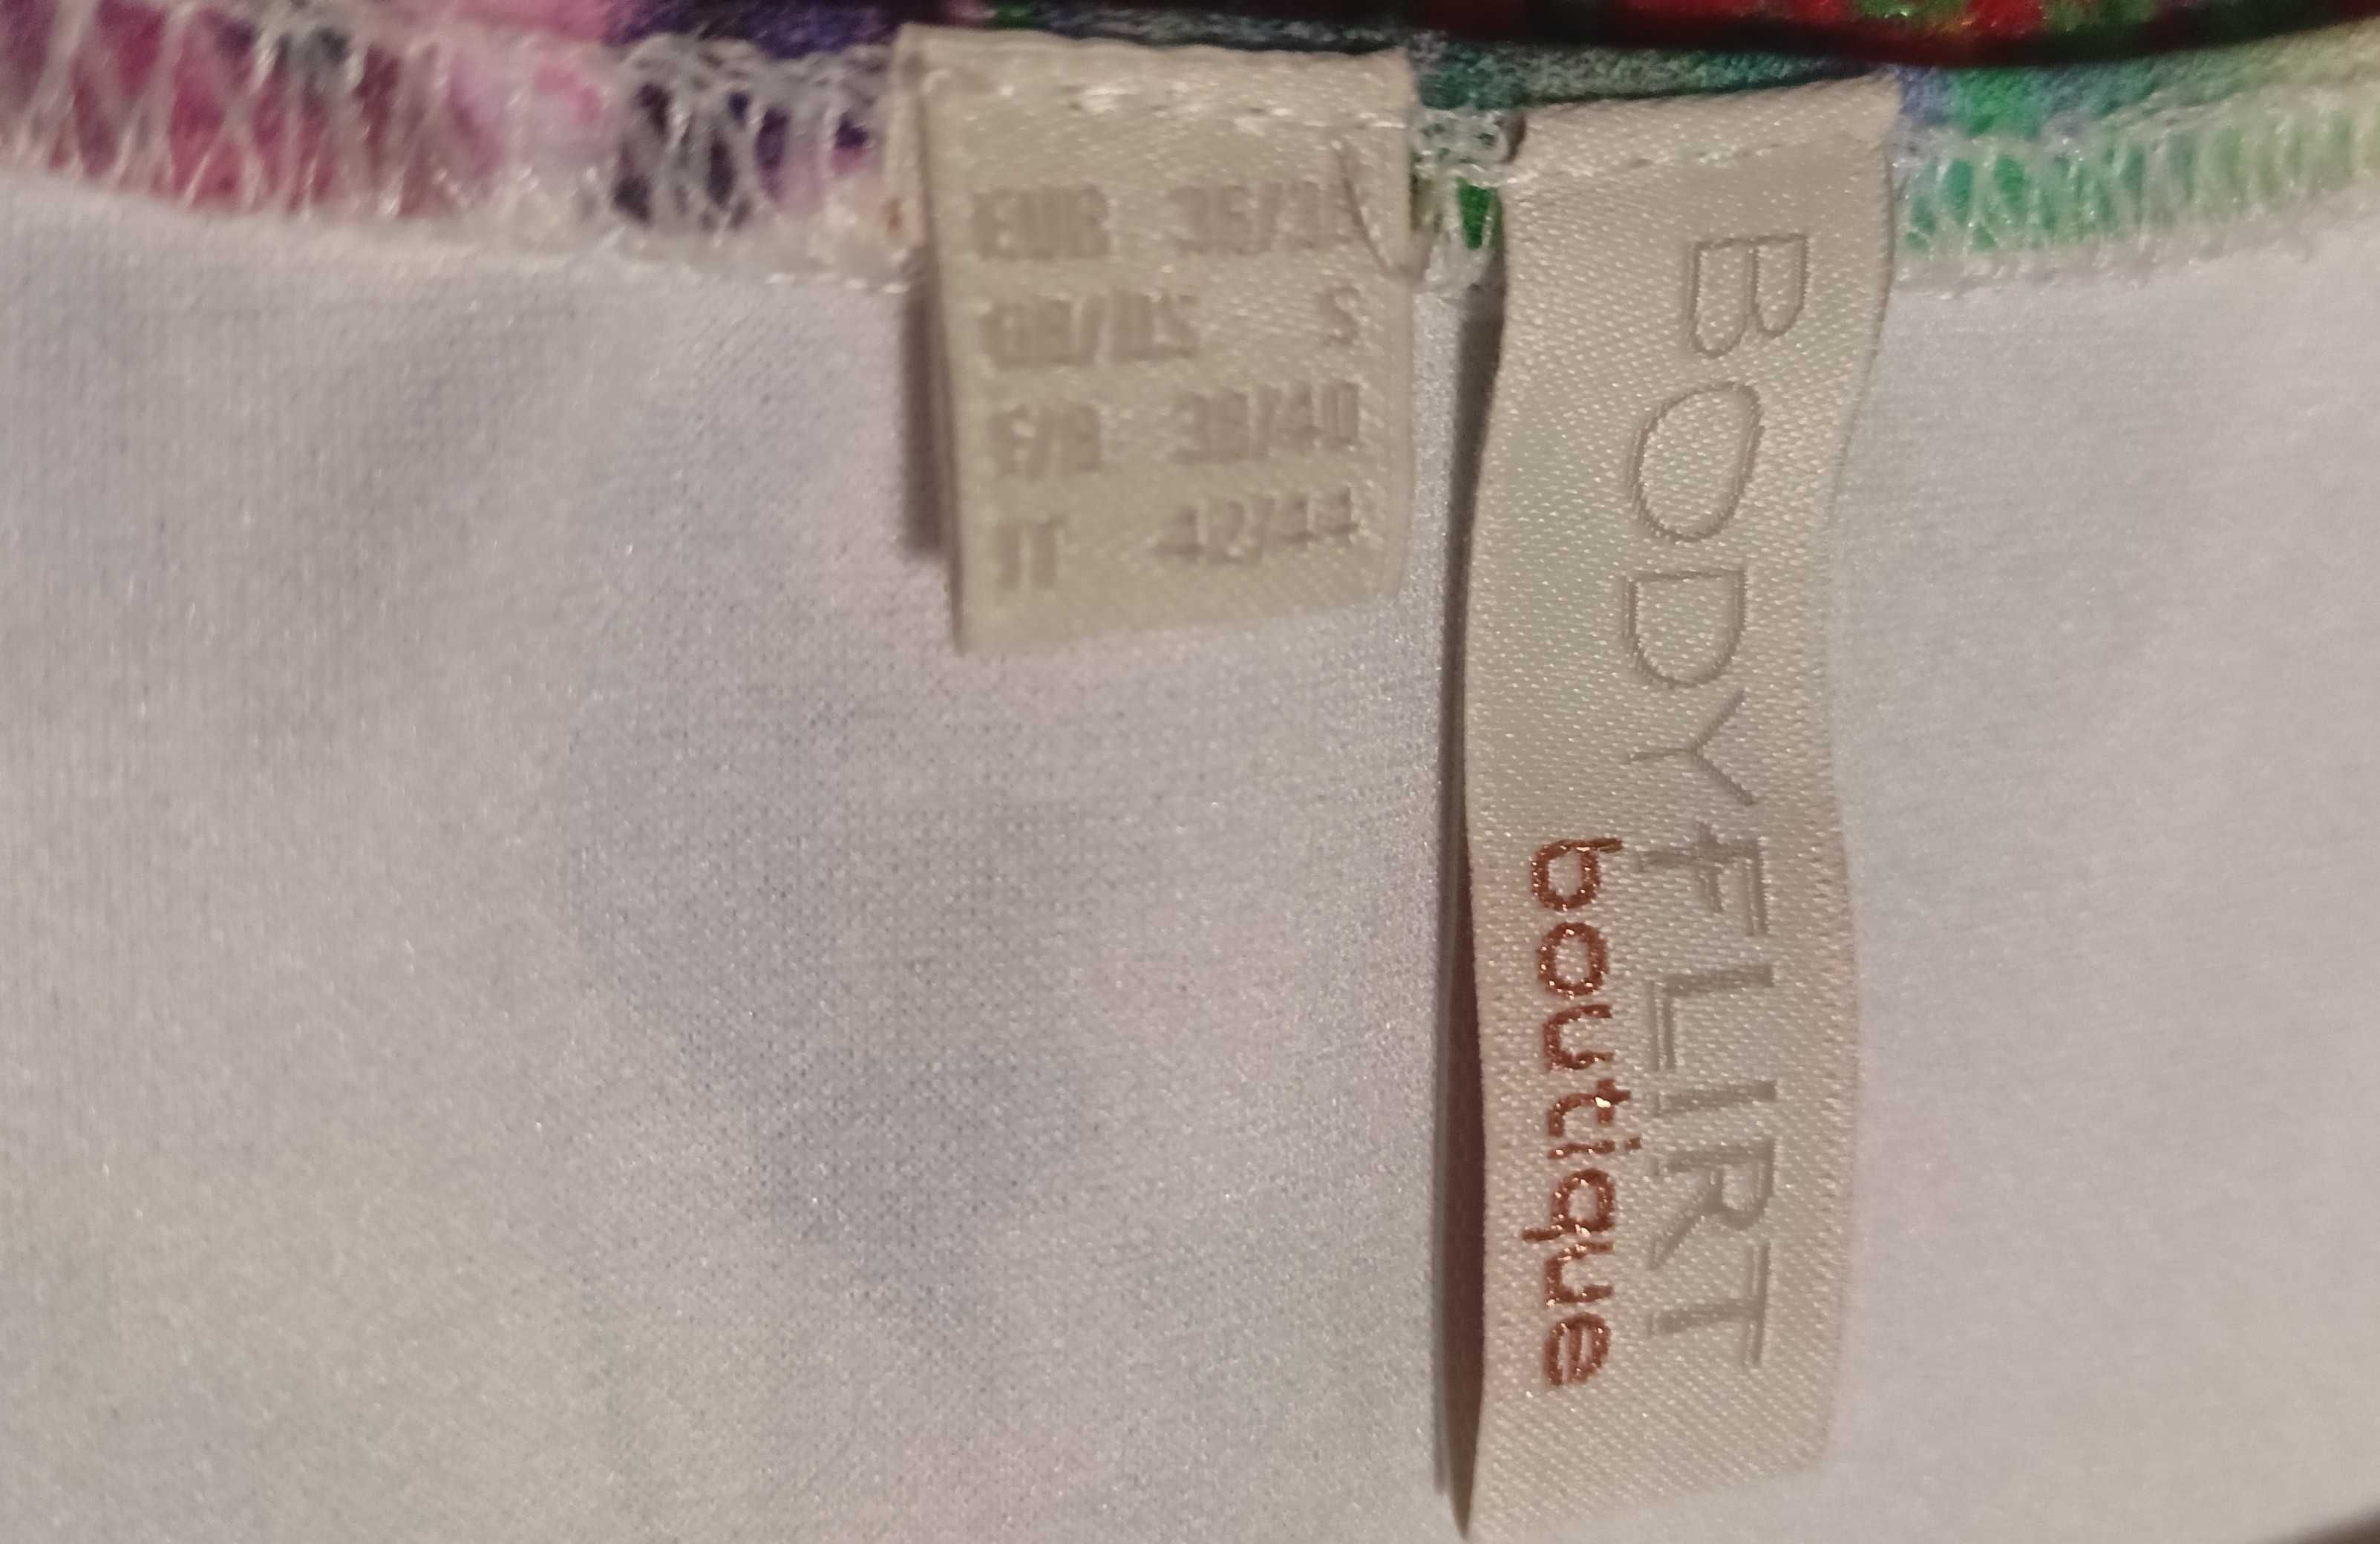 EUR 36/38
GB/US S
F/B 38/40
IT 42/44
BODYFLIRT
boutique